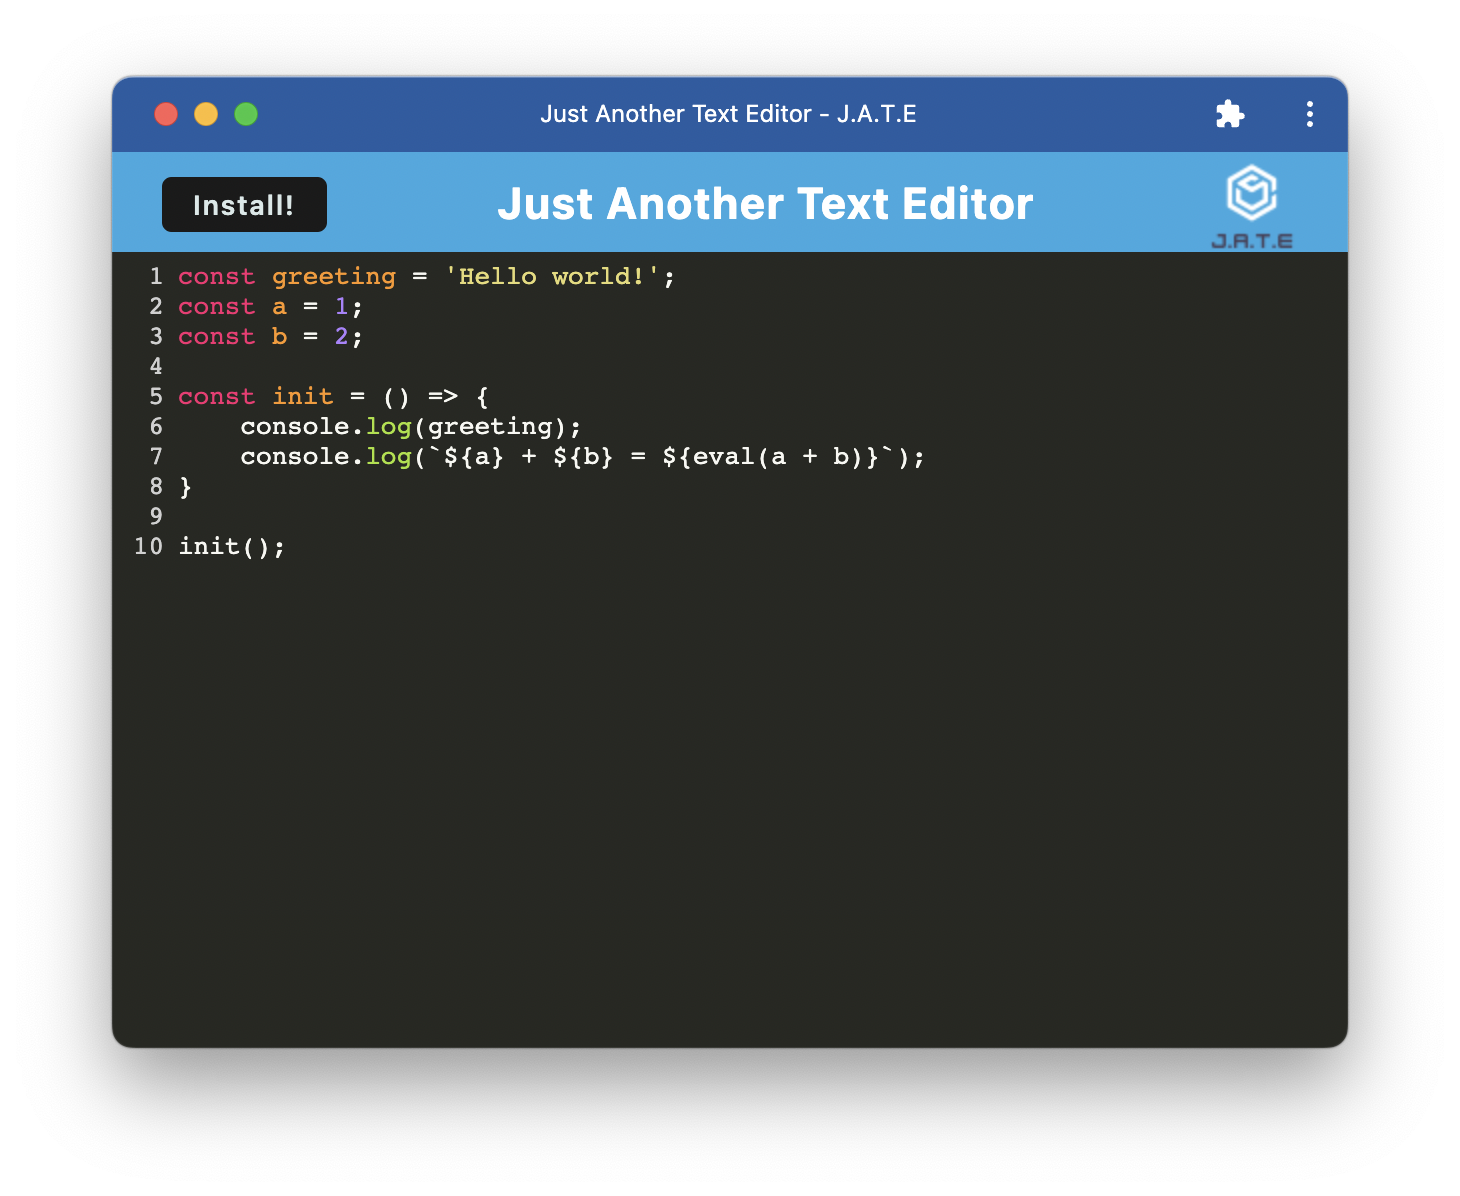 Just Another Text Editor - J.A.T.E
Install!
Just Another Text Editor
J.A.T.E
1 const greeting = 'Hello world!';
2 const a = 1;
3 const b = 2;
4
5 const init = () => {
6     console.log(greeting);
7     console.log(`${a} + ${b} = ${eval(a + b)}`);
8 }
9
10 init();